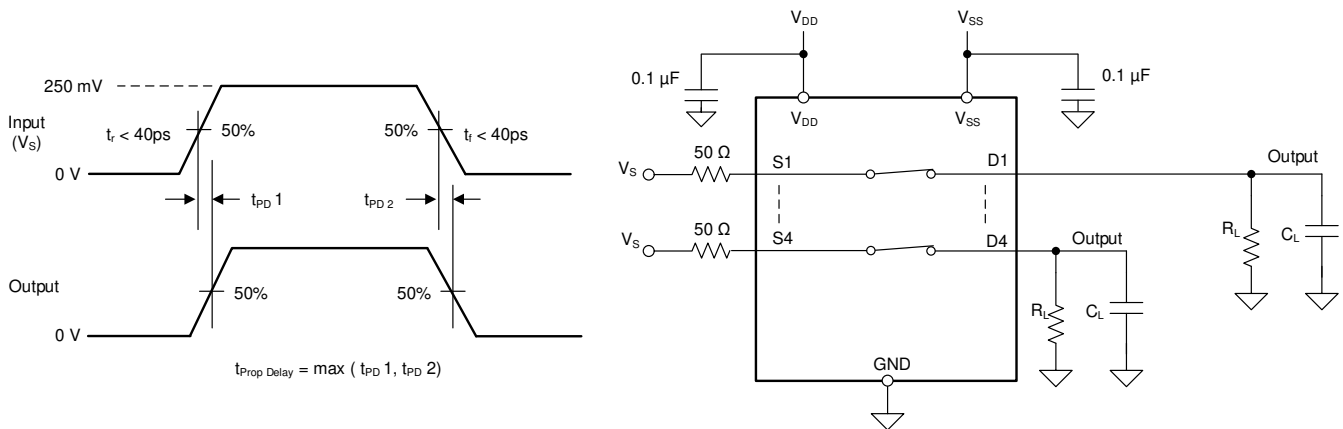 250 mV
Input
(VS)
tr < 40ps
50%
50%
tf < 40ps
0 V
tPD 1
tPD 2
Output
50%
50%
0 V
tProp Delay = max ( tPD 1, tPD 2)
VDD
VSS
0.1 µF
0.1 µF
VDD
VSS
VS
50 Ω
S1
D1
Output
VS
50 Ω
S4
D4
Output
RL
CL
RL
CL
GND